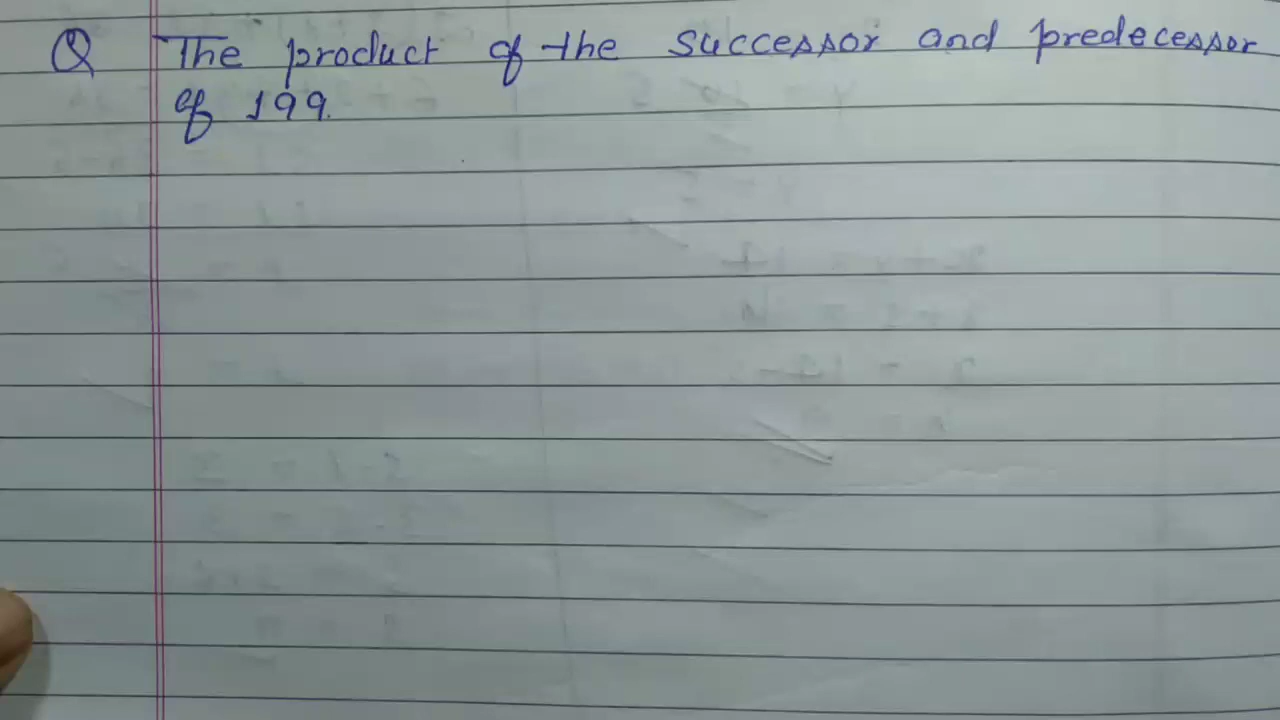 Q The product of the successor and predecessor
of 199.